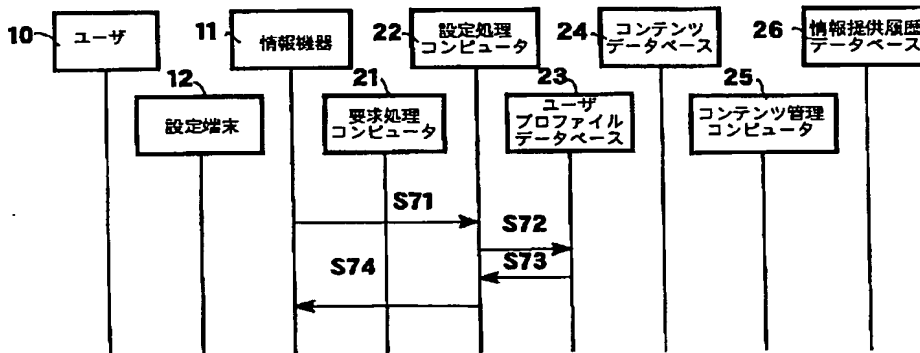 10
ユーザ
11
情報機器
22
設定処理
コンピュータ
24
コンテンツ
データベース
26
情報提供履歴
データベース
12
設定端末
21
要求処理
コンピュータ
23
ユーザ
プロファイル
データベース
25
コンテンツ管理
コンピュータ
S71
S72
S73
S74